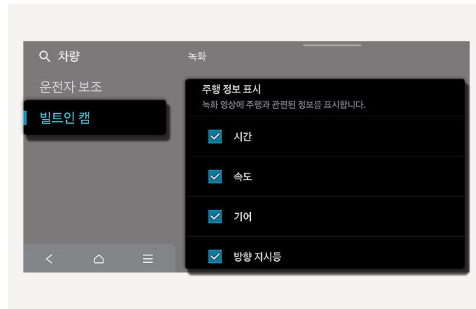 차량
녹화
운전자 보조
빌트인 캠
주행 정보 표시
녹화 영상에 주행과 관련된 정보를 표시합니다.
시간
속도
기어
방향 지시등